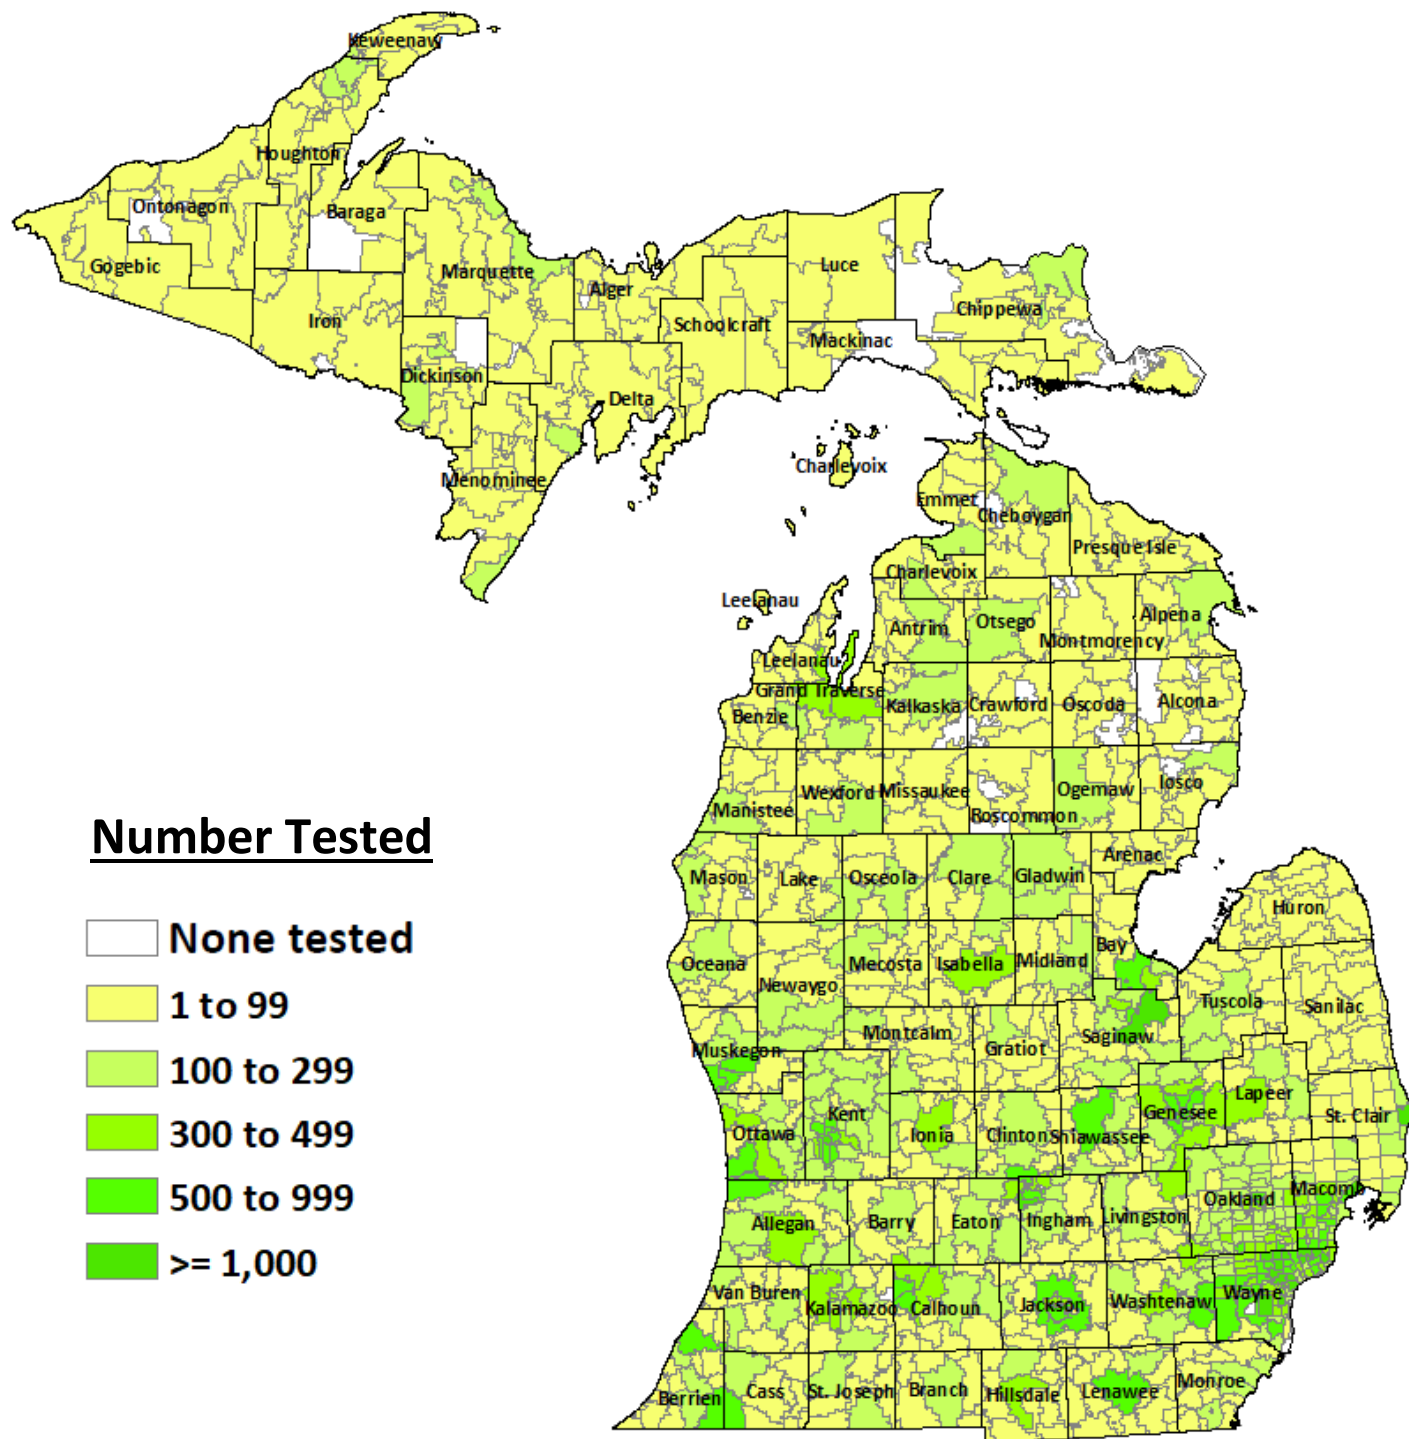 Keweenaw
Houghton
Ontonagon
Baraga
Gogebic
Marquette
Alger
Luce
Iron
Schoolcraft
Chippewa
Mackinac
Dickinson
Delta
Menominee
Charlevoix
Emmet
Cheboygan
Presque Isle
Charlevoix
Leelanau
Antrim
Otsego
Alpena
Montmorency
Leelanau
Grand Traverse
Benzie
Kalkaska
Crawford
Oscoda
Alcona
Manistee
Wexford
Missaukee
Roscommon
Ogemaw
Iosco
Number Tested
None tested
1 to 99
100 to 299
300 to 499
500 to 999
>= 1,000
Mason
Lake
Osceola
Clare
Gladwin
Arenac
Huron
Oceana
Newaygo
Mecosta
Isabella
Midland
Bay
Tuscola
Sanilac
Muskegon
Montcalm
Gratiot
Saginaw
Ottawa
Kent
Ionia
Clinton
Shiawassee
Genesee
Lapeer
St. Clair
Allegan
Barry
Eaton
Ingham
Livingston
Oakland
Macomb
Van Buren
Kalamazoo
Calhoun
Jackson
Washtenaw
Wayne
Berrien
Cass
St. Joseph
Branch
Hillsdale
Lenawee
Monroe